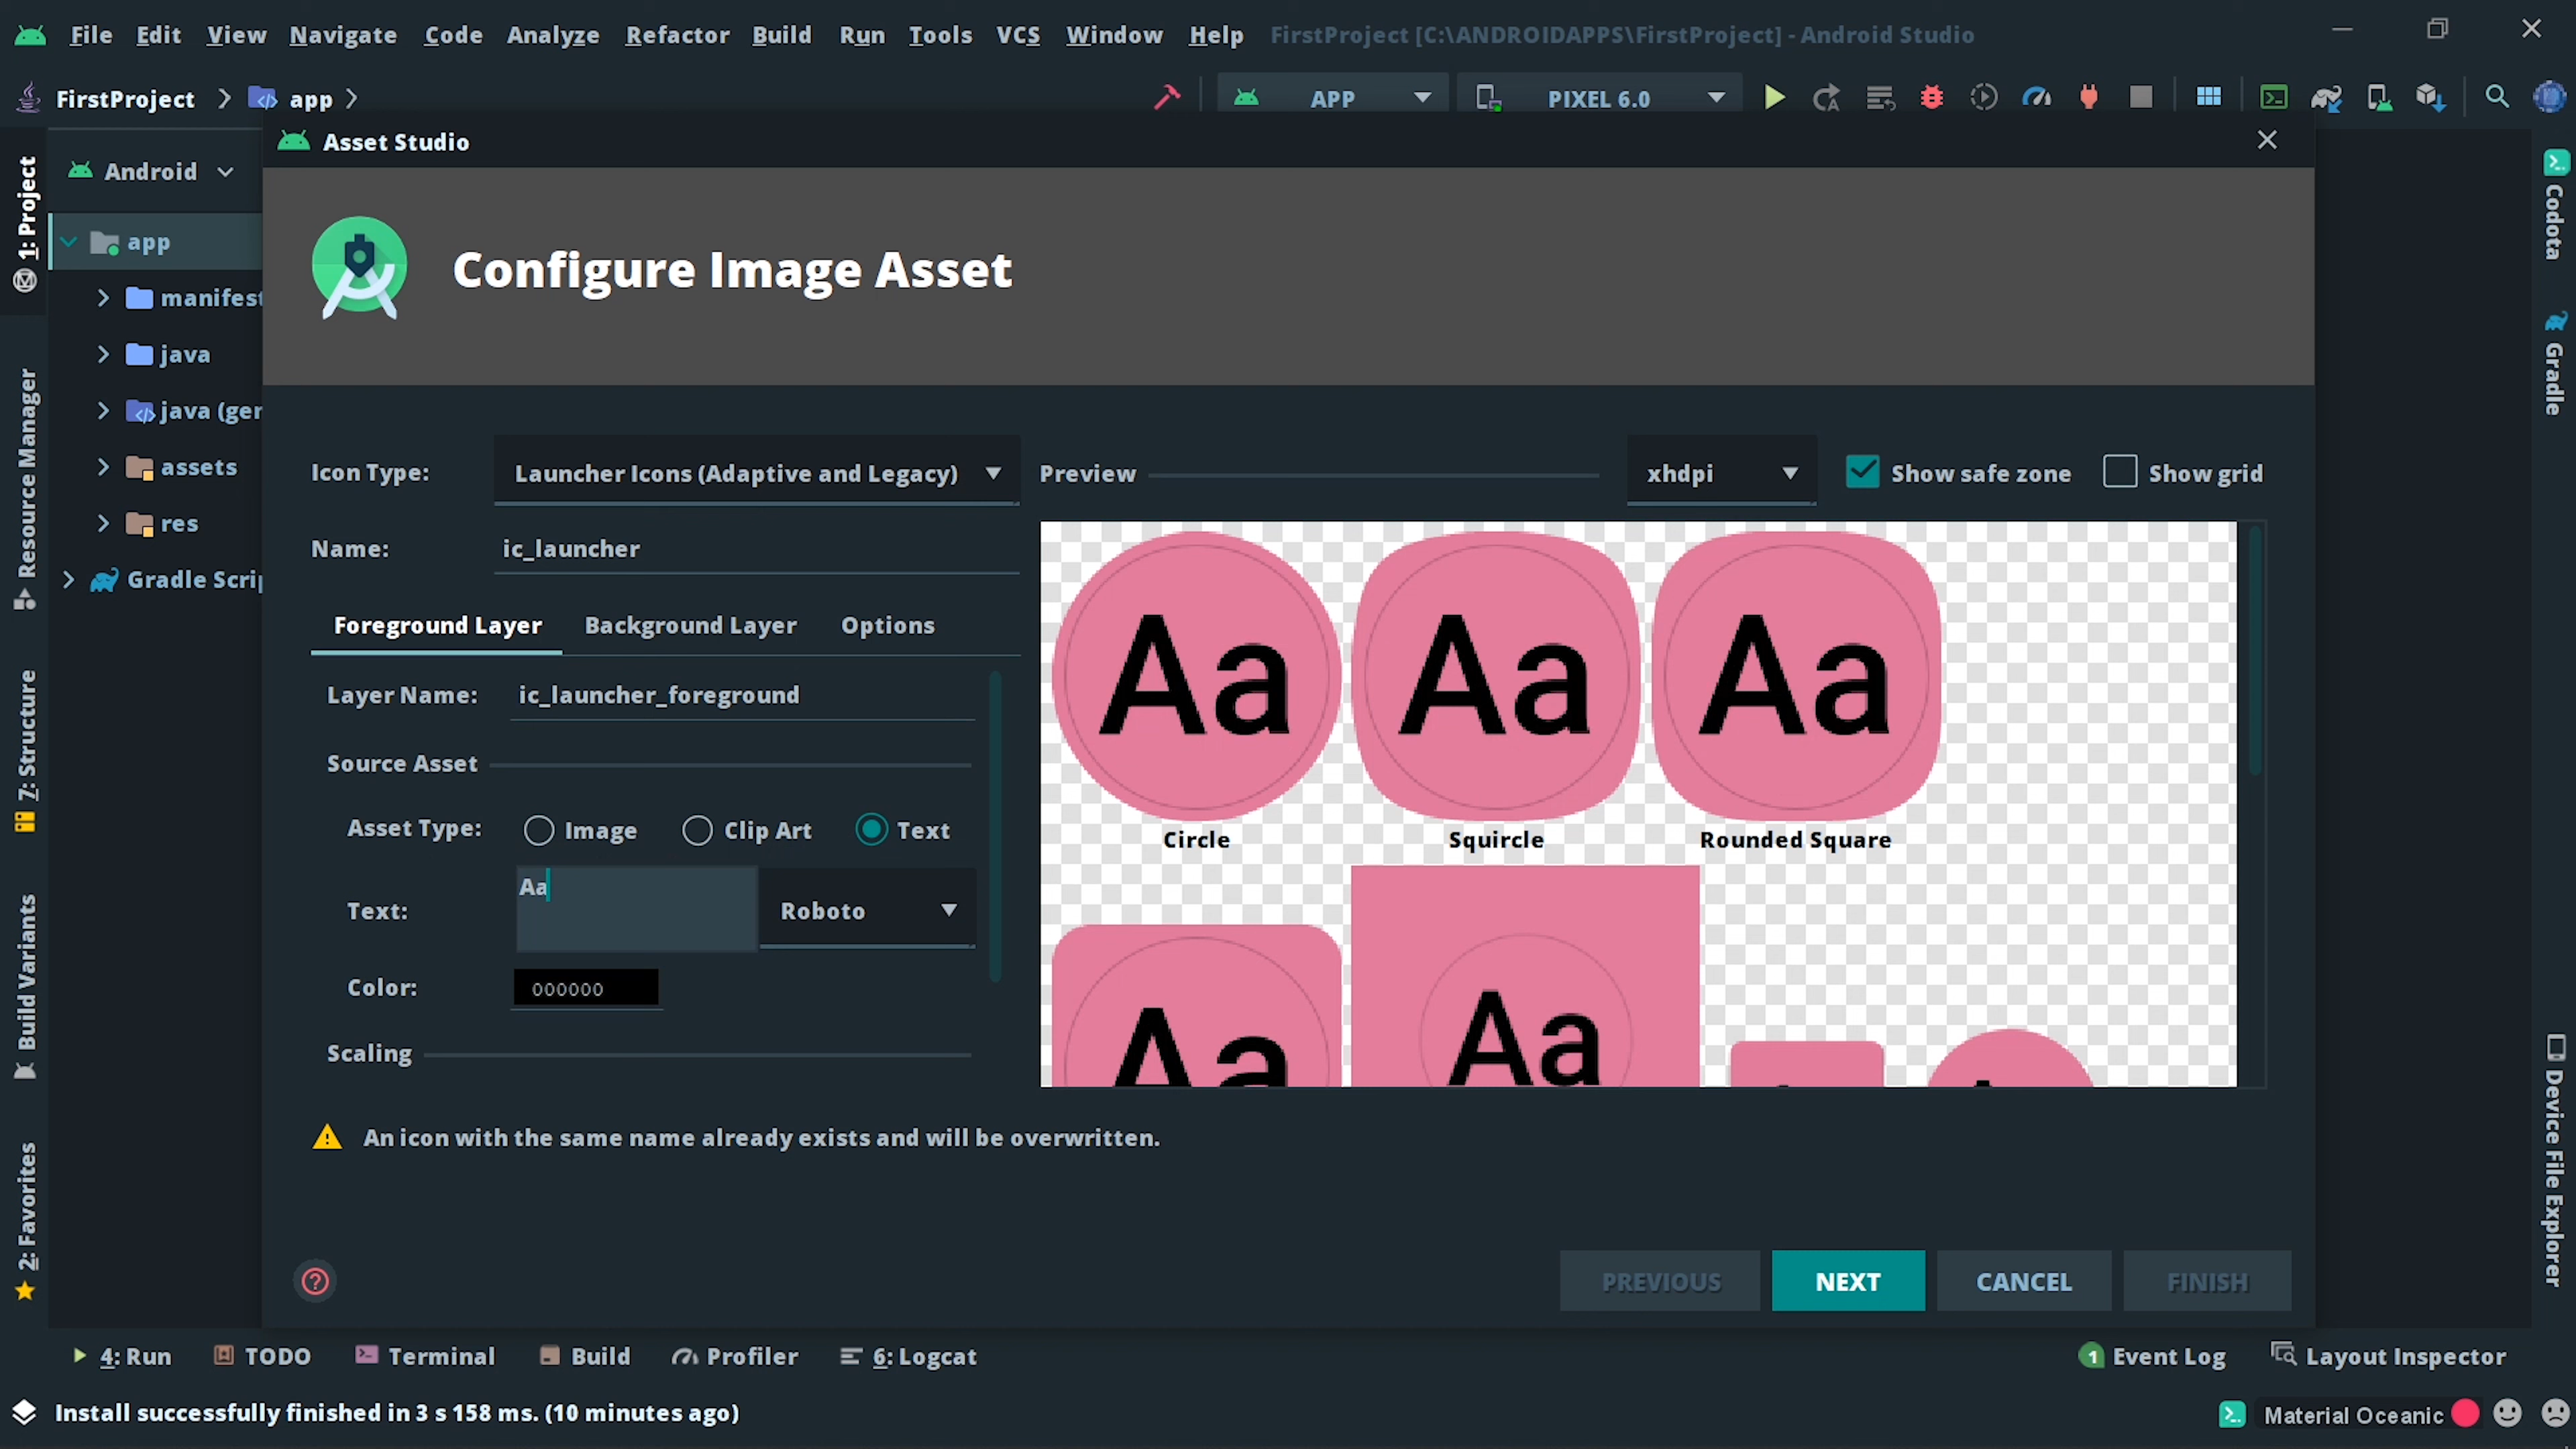 File Edit View Navigate Code Analyze Refactor Build Run Tools VCS Window Help FirstProject [C:\ANDROIDAPPS\FirstProject] - Android Studio
FirstProject app APP PIXEL 6.0
Asset Studio
Android
app
manifest
java
java (ger
assets
res
Gradle Scrip
1: Project
Resource Manager
7: Structure
Build Variants
2: Favorites
Configure Image Asset
Icon Type: Launcher Icons (Adaptive and Legacy)
Name: ic_launcher
Foreground Layer Background Layer Options
Layer Name: ic_launcher_foreground
Source Asset
Asset Type: Image Clip Art Text
Text: Aa Roboto
Color: 000000
Scaling
Preview xhdpi Show safe zone Show grid
Aa Aa Aa
Circle Squircle Rounded Square
Aa Aa
An icon with the same name already exists and will be overwritten.
PREVIOUS NEXT CANCEL FINISH
Codota
Gradle
Device File Explorer
4: Run TODO Terminal Build Profiler 6: Logcat 1 Event Log Layout Inspector
Install successfully finished in 3 s 158 ms. (10 minutes ago) Material Oceanic